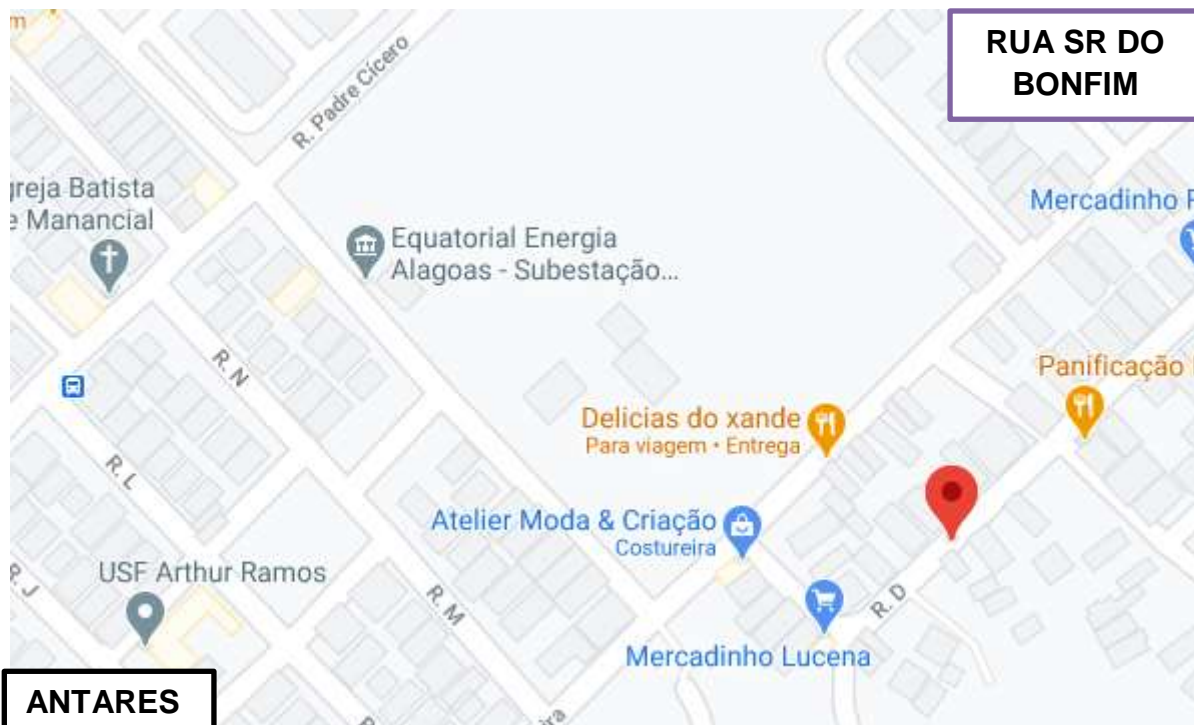 RUA SR DO
BONFIM
m
R. Padre Cícero
greja Batista
e Manancial
Mercadinho
Equatorial Energia
Alagoas - Subestação...
R. N
Panificação
Delicias do xande
Para viagem • Entrega
R. L
Atelier Moda & Criação
Costureira
USF Arthur Ramos
R. J
R. M
R. D
Mercadinho Lucena
ANTARES